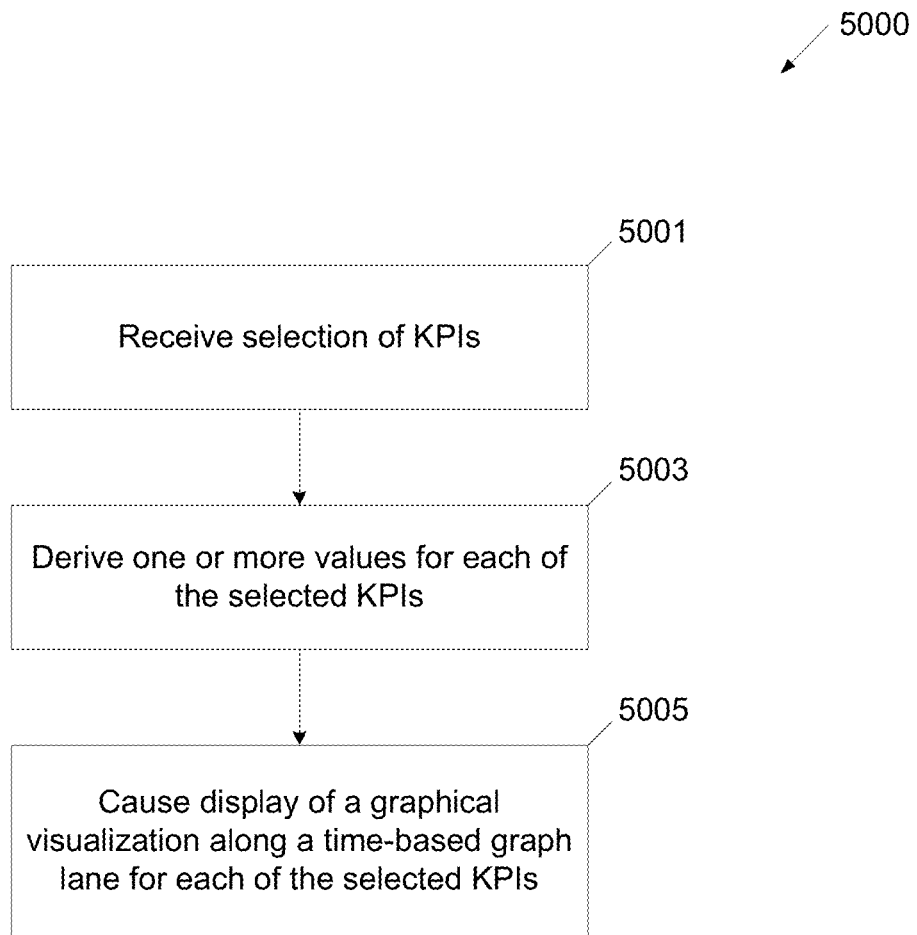 5000
5001
Receive selection of KPIs
5003
Derive one or more values for each of
the selected KPIs
5005
Cause display of a graphical
visualization along a time-based graph
lane for each of the selected KPIs